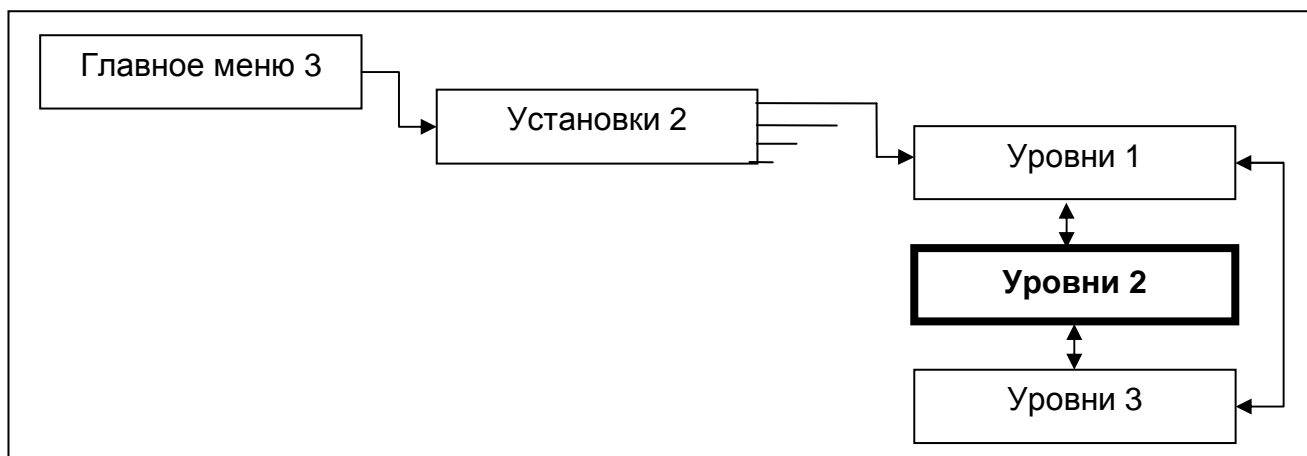 Главное меню 3
Установки 2
Уровни 1
Уровни 2
Уровни 3